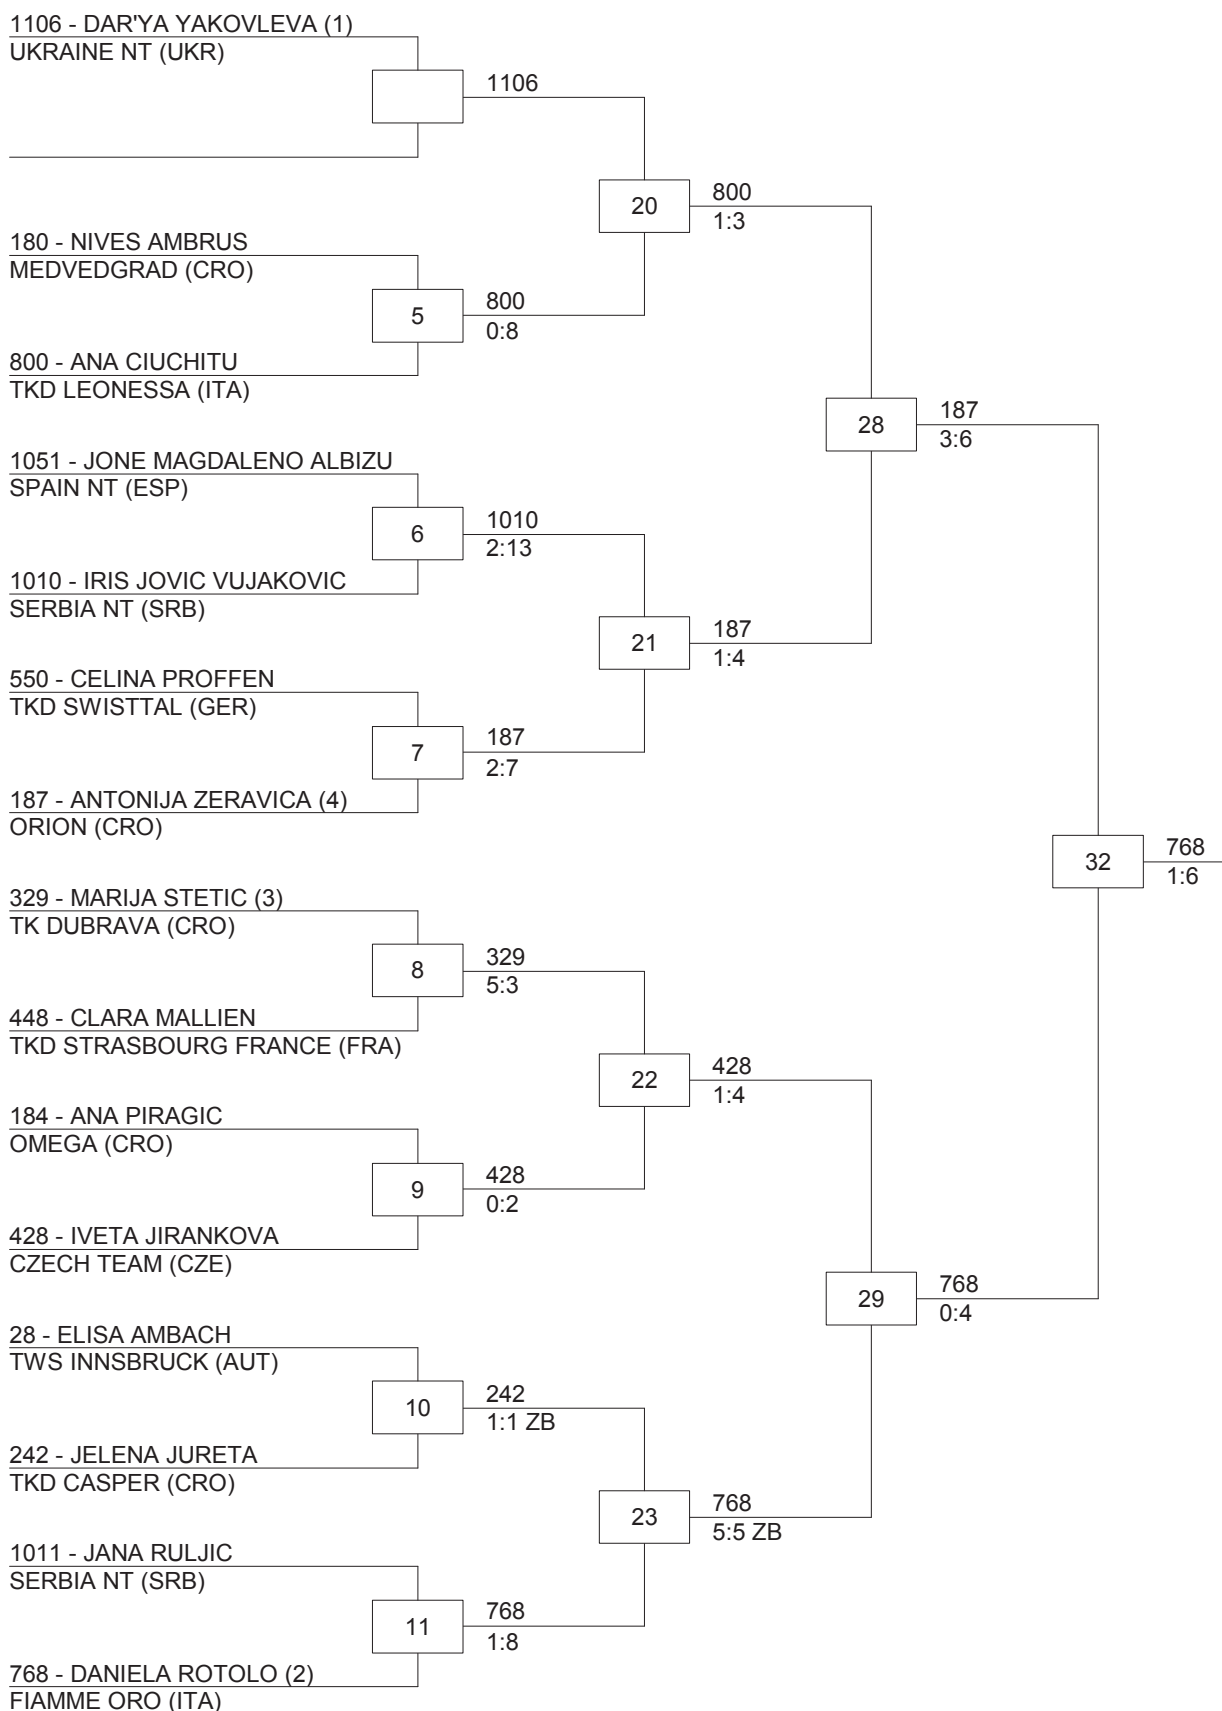 1106 - DAR'YA YAKOVLEVA (1)
UKRAINE NT (UKR)
1106
20
800
1:3
180 - NIVES AMBRUS
MEDVEDGRAD (CRO)
5
800
0:8
800 - ANA CIUCHITU
TKD LEONESSA (ITA)
28
187
3:6
1051 - JONE MAGDALENO ALBIZU
SPAIN NT (ESP)
6
1010
2:13
1010 - IRIS JOVIC VUJAKOVIC
SERBIA NT (SRB)
21
187
1:4
550 - CELINA PROFFEN
TKD SWISTTAL (GER)
7
187
2:7
187 - ANTONIJA ZERAVICA (4)
ORION (CRO)
32
768
1:6
329 - MARIJA STETIC (3)
TK DUBRAVA (CRO)
8
329
5:3
448 - CLARA MALLIEN
TKD STRASBOURG FRANCE (FRA)
22
428
1:4
184 - ANA PIRAGIC
OMEGA (CRO)
9
428
0:2
428 - IVETA JIRANKOVA
CZECH TEAM (CZE)
29
768
0:4
28 - ELISA AMBACH
TWS INNSBRUCK (AUT)
10
242
1:1 ZB
242 - JELENA JURETA
TKD CASPER (CRO)
23
768
5:5 ZB
1011 - JANA RULJIC
SERBIA NT (SRB)
11
768
1:8
768 - DANIELA ROTOLO (2)
FIAMME ORO (ITA)